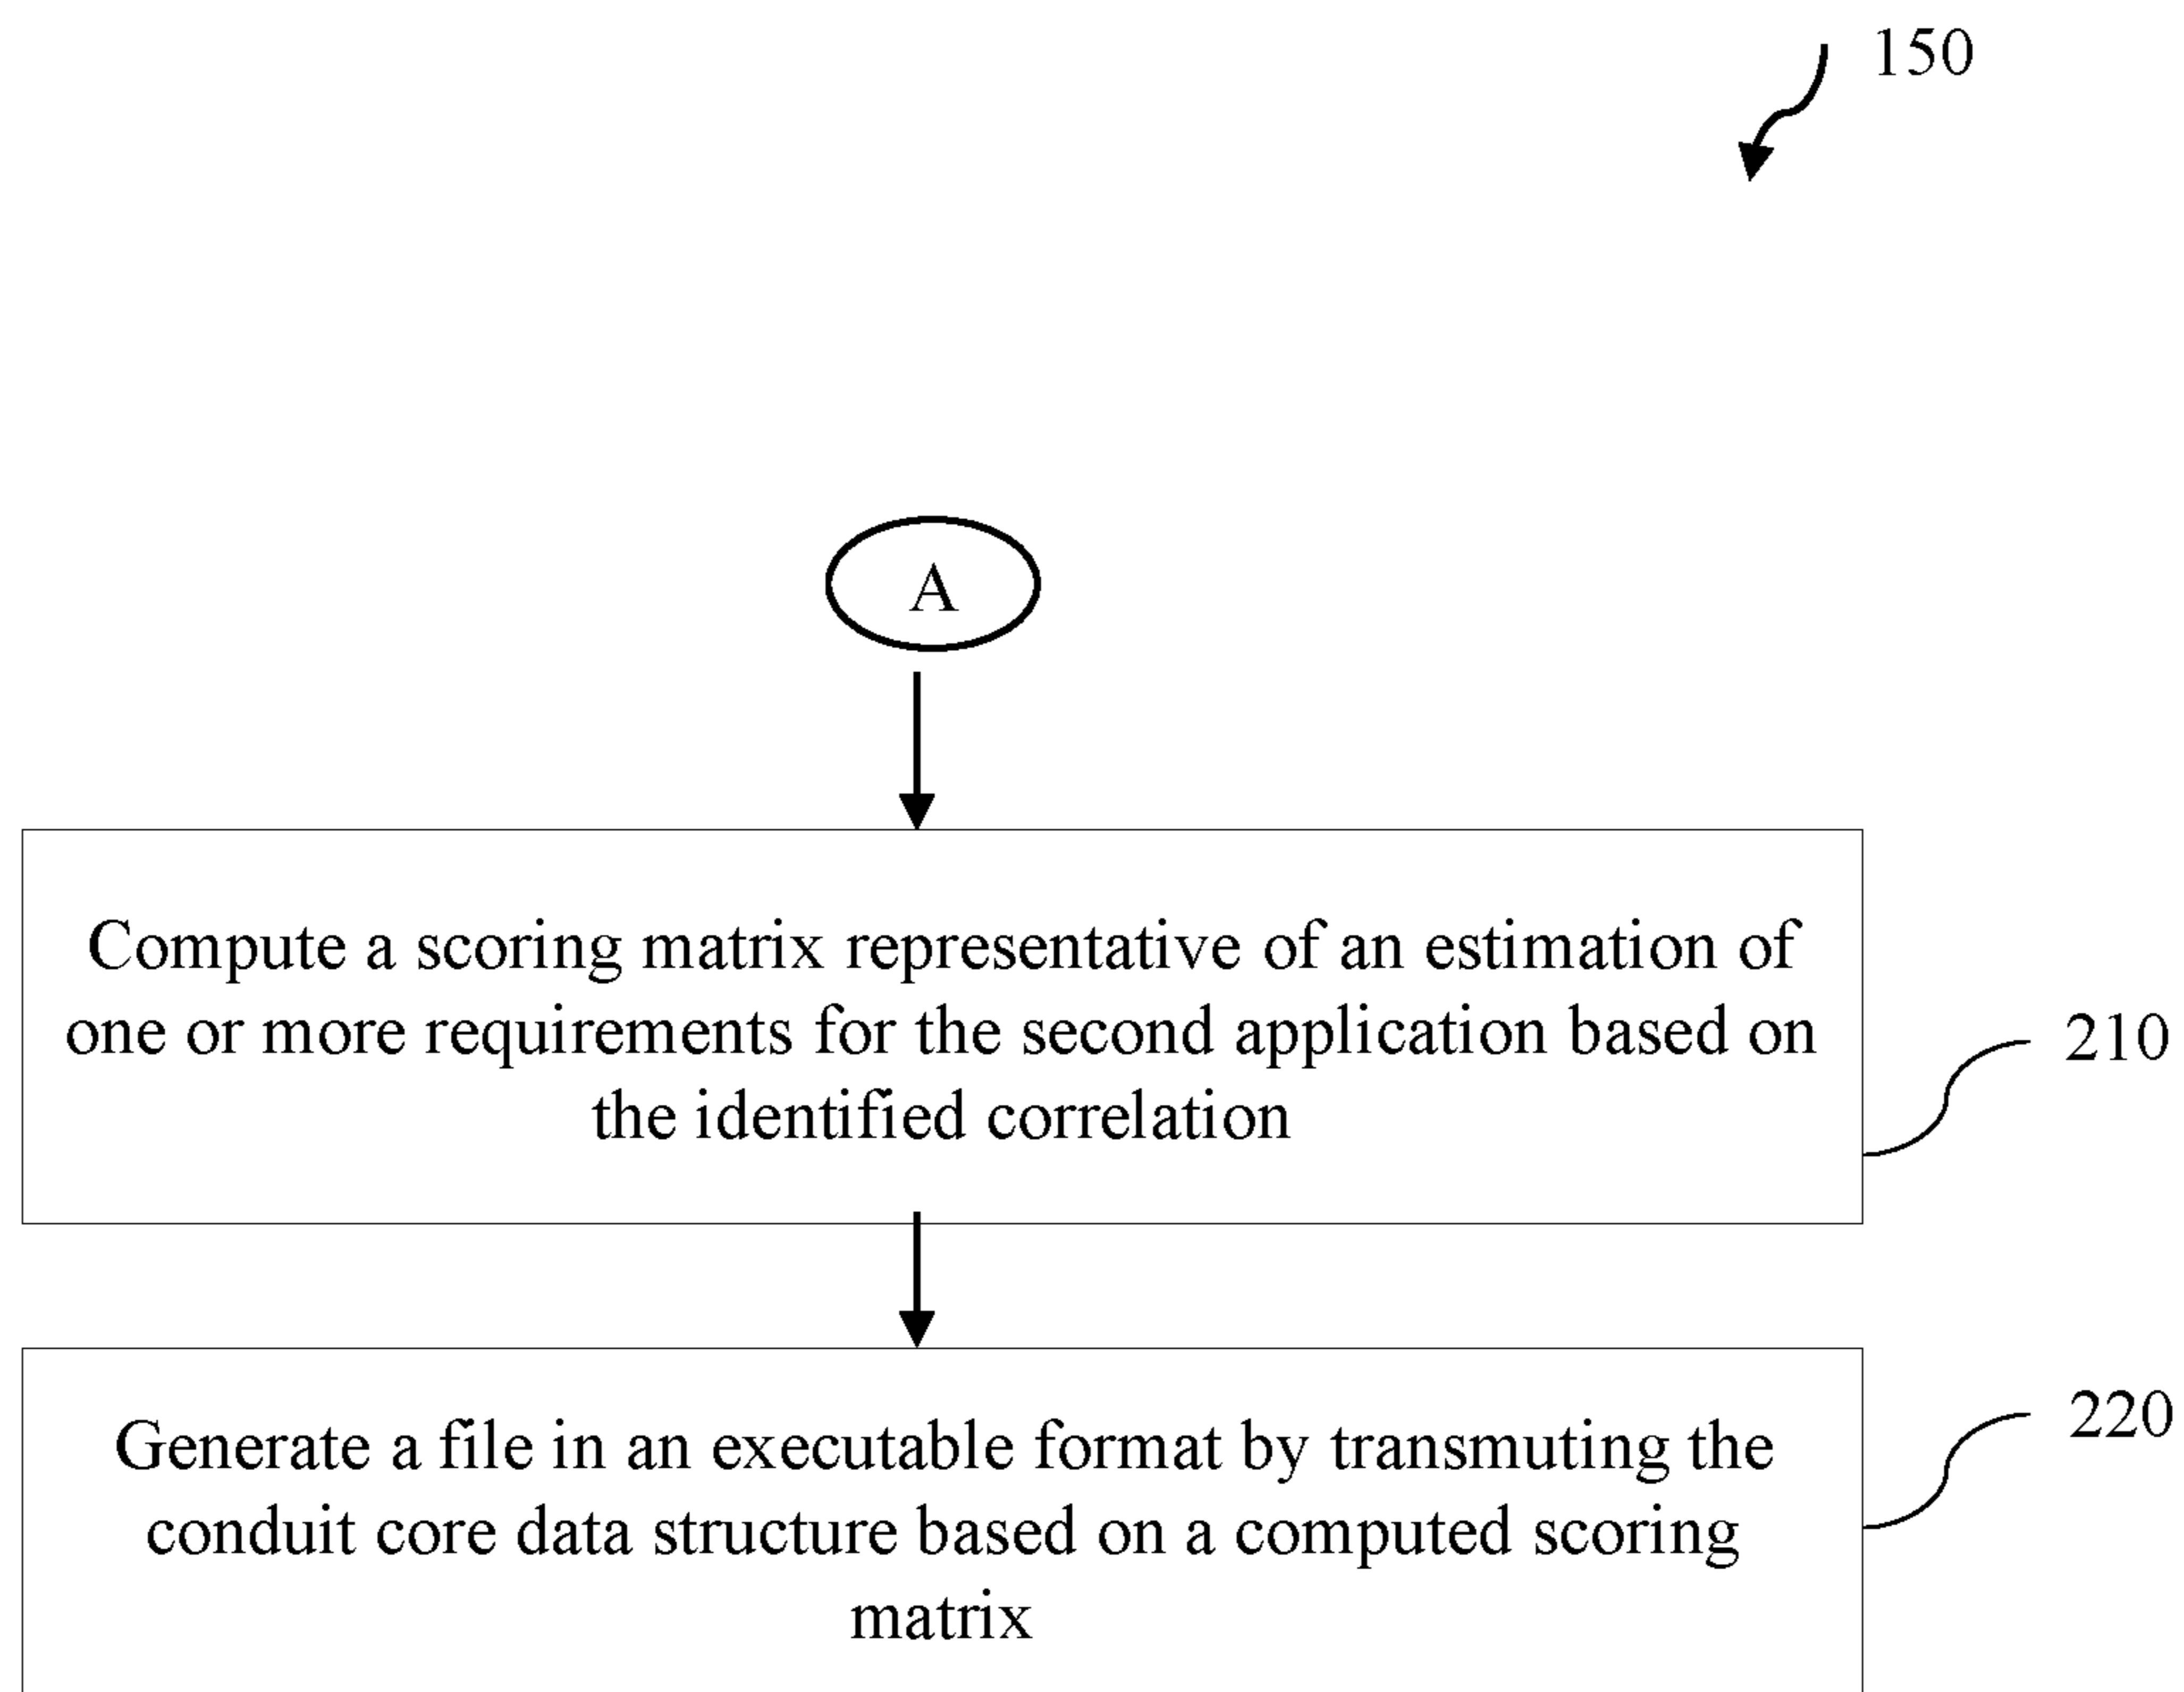 150
A
Compute a scoring matrix representative of an estimation of
one or more requirements for the second application based on
the identified correlation
210
Generate a file in an executable format by transmuting the
conduit core data structure based on a computed scoring
matrix
220